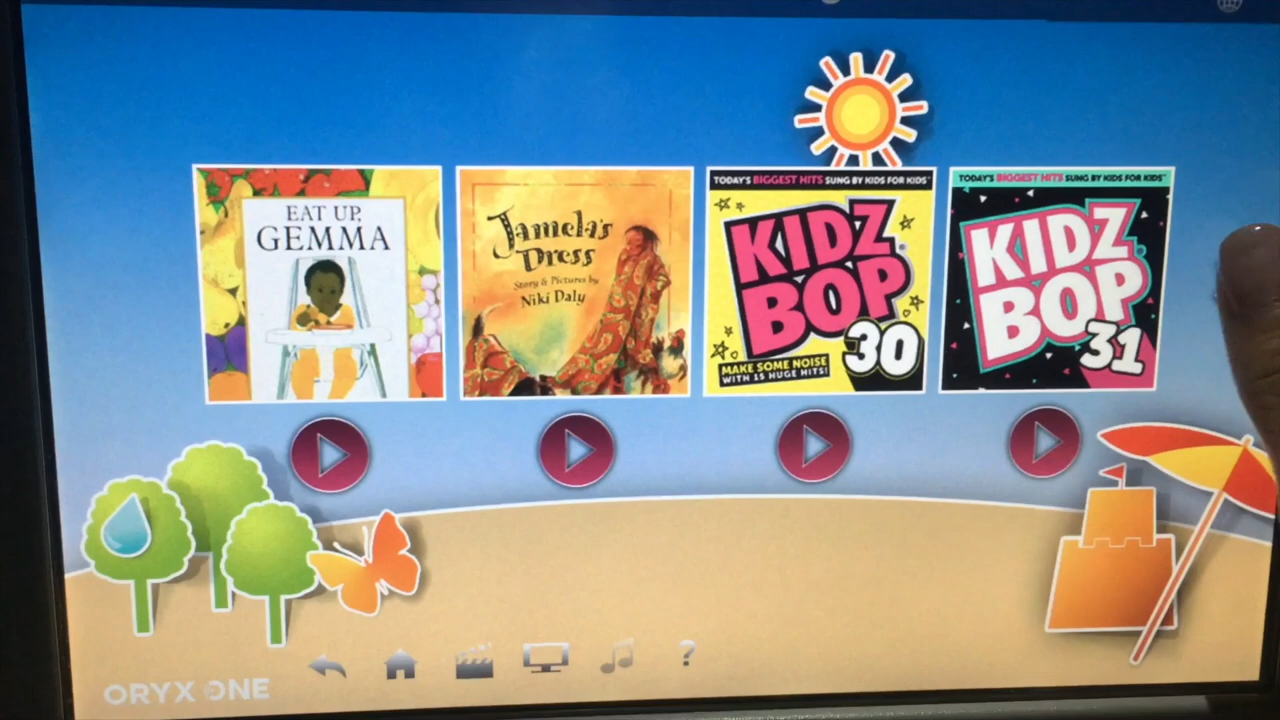 EAT UP,
GEMMA
Jamela's
Dress
Story & Pictures by
Niki Daly
TODAY'S BIGGEST HITS SUNG BY KIDS FOR KIDS™
KIDZ
BOP
30
MAKE SOME NOISE
WITH 15 HUGE HITS!
TODAY'S BIGGEST HITS SUNG BY KIDS FOR KIDS™
KIDZ
BOP
31
?
ORYX ONE